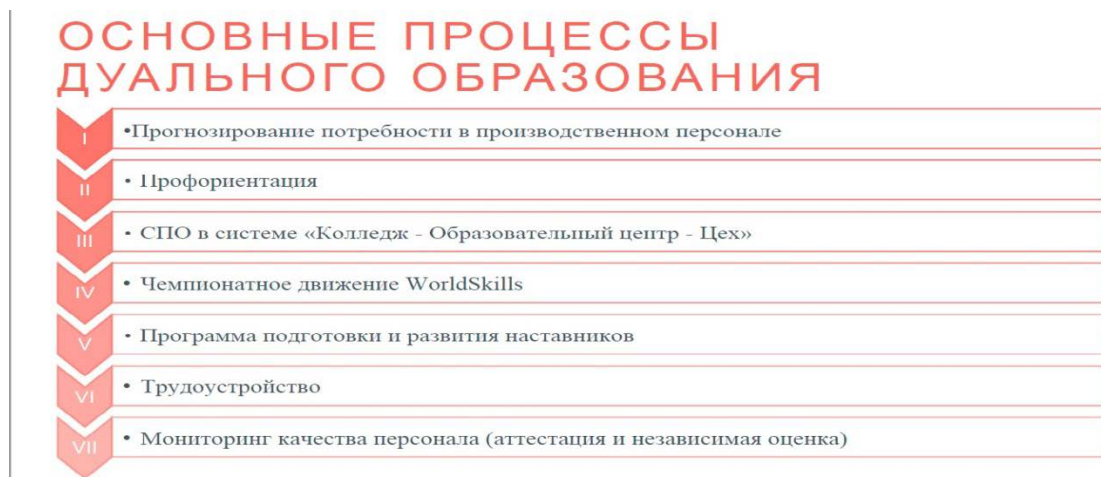 ОСНОВНЫЕ ПРОЦЕССЫ
ДУАЛЬНОГО ОБРАЗОВАНИЯ
I
•Прогнозирование потребности в производственном персонале
II
• Профориентация
III
• СПО в системе «Колледж - Образовательный центр - Цех»
IV
• Чемпионатное движение WorldSkills
V
• Программа подготовки и развития наставников
VI
• Трудоустройство
VII
• Мониторинг качества персонала (аттестация и независимая оценка)